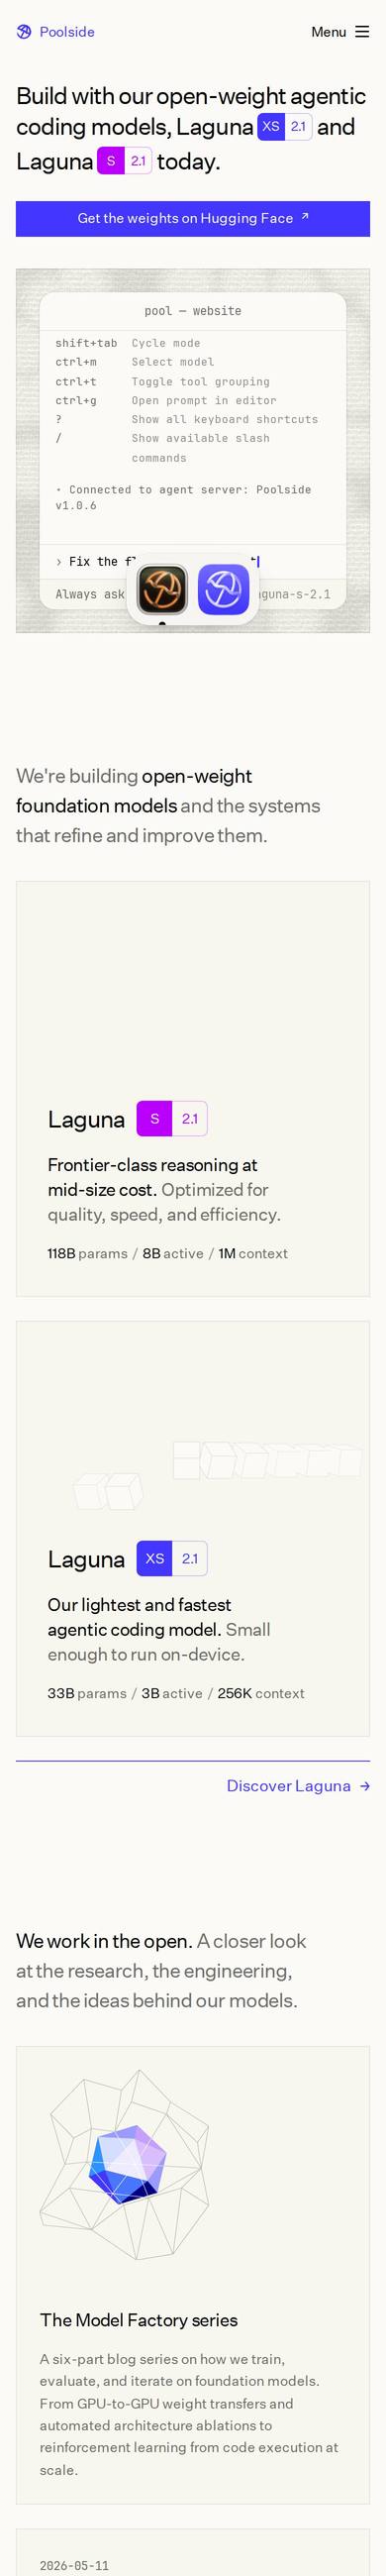 Poolside
Menu
Build with our open-weight agentic
coding models, Laguna XS 2.1 and
Laguna S 2.1 today.
Get the weights on Hugging Face ↗
pool — website
shift+tab Cycle mode
ctrl+m Select model
ctrl+t Toggle tool grouping
ctrl+g Open prompt in editor
? Show all keyboard shortcuts
/ Show available slash
commands
• Connected to agent server: Poolside
v1.0.6
› Fix the
Always ask
We're building open-weight
foundation models and the systems
that refine and improve them.
Laguna S 2.1
Frontier-class reasoning at
mid-size cost. Optimized for
quality, speed, and efficiency.
118B params / 8B active / 1M context
Laguna XS 2.1
Our lightest and fastest
agentic coding model. Small
enough to run on-device.
33B params / 3B active / 256K context
Discover Laguna →
We work in the open. A closer look
at the research, the engineering,
and the ideas behind our models.
The Model Factory series
A six-part blog series on how we train,
evaluate, and iterate on foundation models.
From GPU-to-GPU weight transfers and
automated architecture ablations to
reinforcement learning from code execution at
scale.
2026-05-11